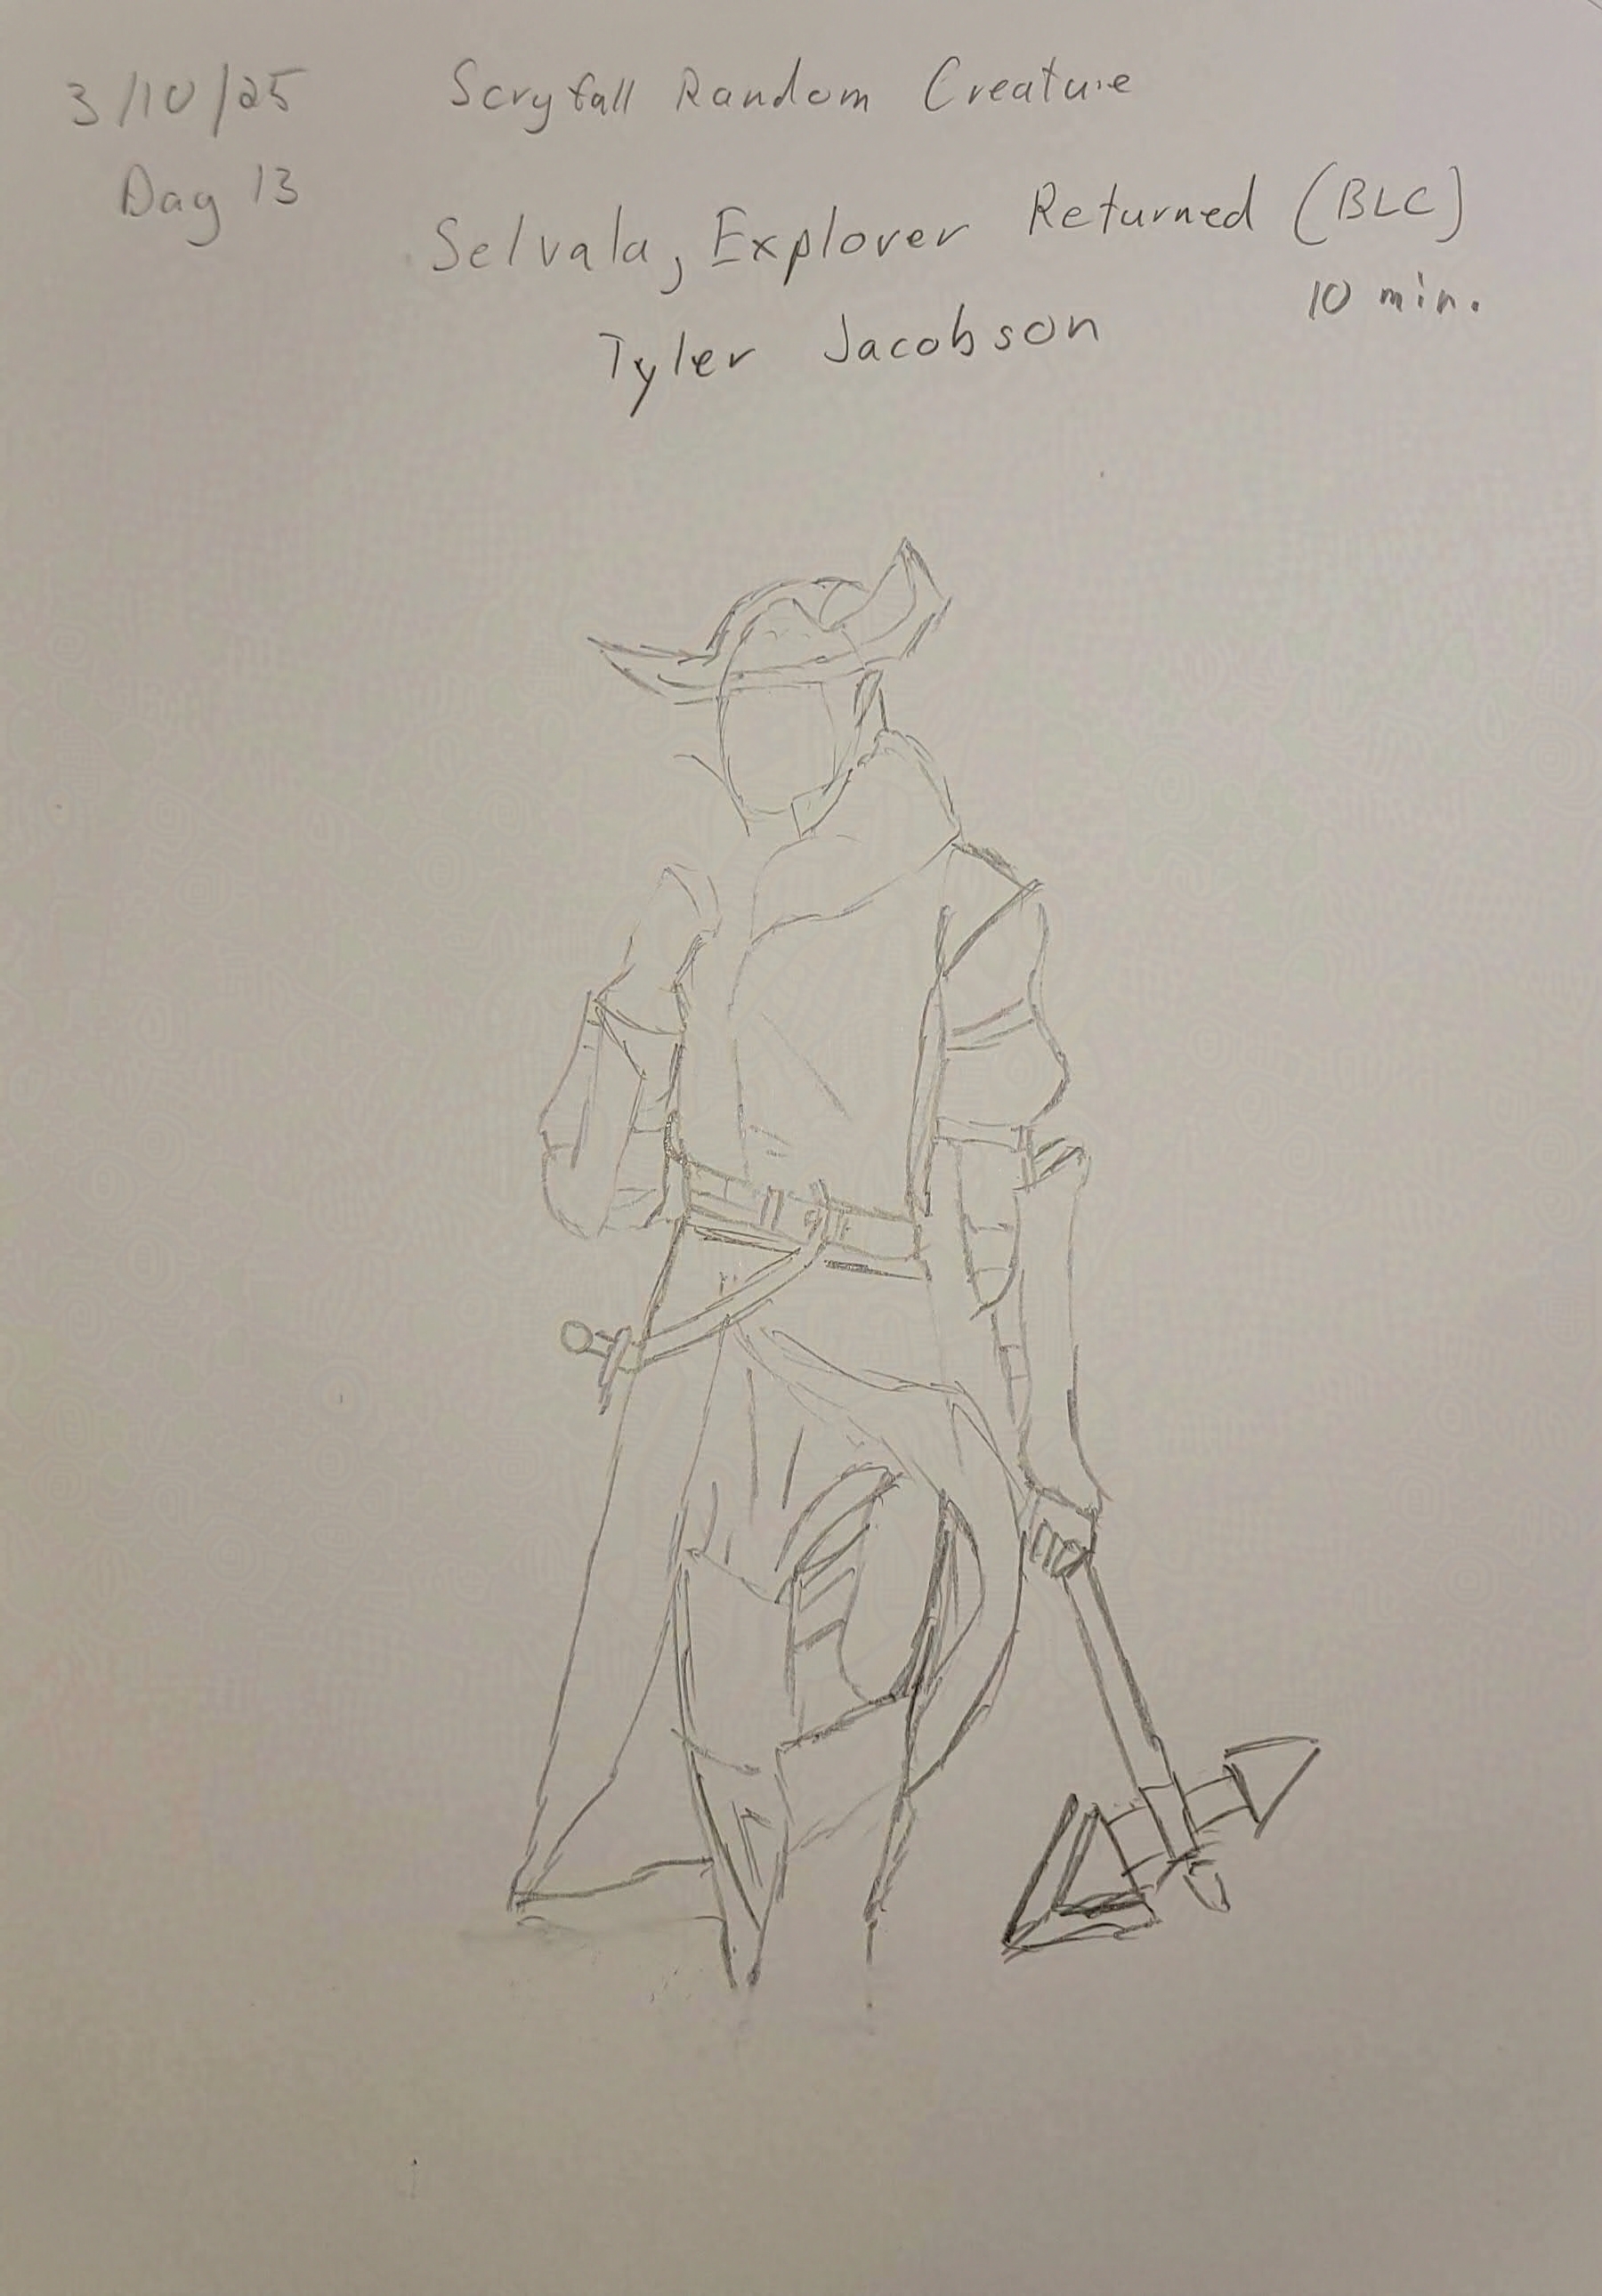 3/10/25 Scryfall Random Creature
Day 13
Selvala, Explorer Returned (BLC)
10 min.
Tyler Jacobson